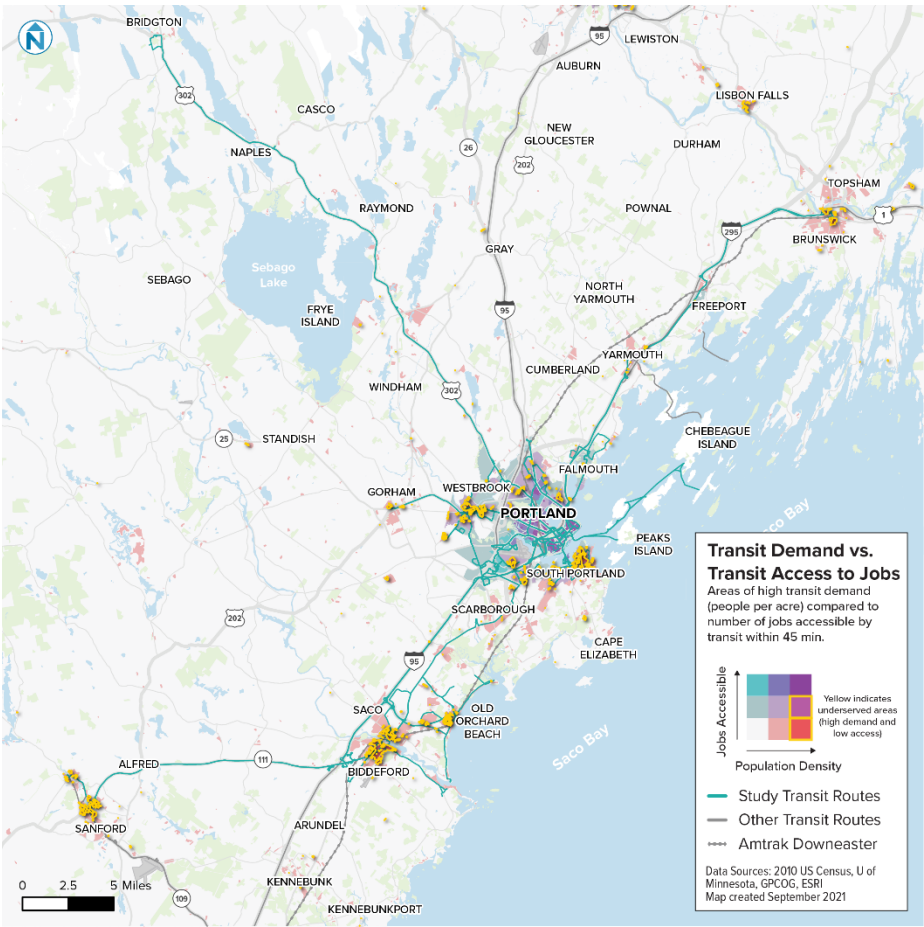 BRIDGTON
N
95
LEWISTON
AUBURN
302
LISBON FALLS
CASCO
NEW
GLOUCESTER
26
202
DURHAM
NAPLES
TOPSHAM
RAYMOND
POWNAL
1
295
BRUNSWICK
GRAY
Sebago
Lake
SEBAGO
NORTH
YARMOUTH
FREEPORT
FRYE
ISLAND
95
YARMOUTH
CUMBERLAND
WINDHAM
302
CHEBEAGUE
ISLAND
25
STANDISH
FALMOUTH
GORHAM
WESTBROOK
PORTLAND
PEAKS
ISLAND
SOUTH PORTLAND
SCARBOROUGH
202
CAPE
ELIZABETH
95
SACO
OLD
ORCHARD
BEACH
Saco Bay
ALFRED
111
BIDDEFORD
SANFORD
ARUNDEL
KENNEBUNK
109
KENNEBUNKPORT
0 2.5 5 Miles
co Bay
Transit Demand vs.
Transit Access to Jobs
Areas of high transit demand
(people per acre) compared to
number of jobs accessible by
transit within 45 min.
Jobs Accessible
Yellow indicates
underserved areas
(high demand and
low access)
Population Density
Study Transit Routes
Other Transit Routes
Amtrak Downeaster
Data Sources: 2010 US Census, U of
Minnesota, GPCOG, ESRI
Map created September 2021